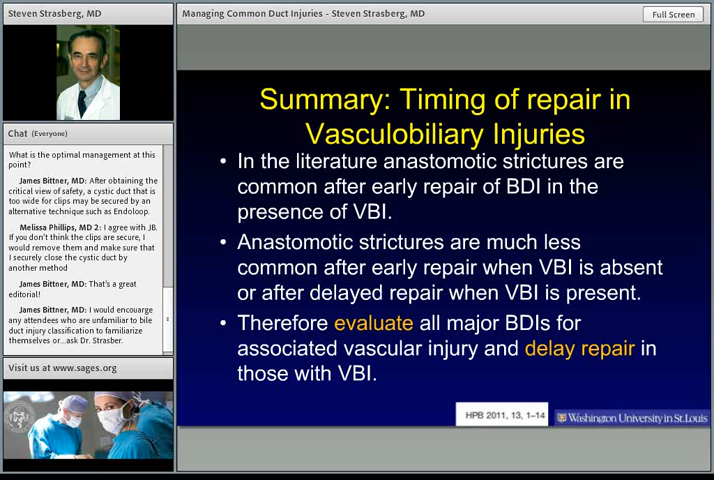 Steven Strasberg, MD
Managing Common Duct Injuries - Steven Strasberg, MD
Full Screen
Chat (Everyone)
What is the optimal management at this
point?
James Bittner, MD: After obtaining the
critical view of safety, a cystic duct that is
too wide for clips may be secured by an
alternative technique such as Endoloop.
Melissa Phillips, MD 2: I agree with JB.
If you don't think the clips are secure, I
would remove them and make sure that
I securely close the cystic duct by
another method
James Bittner, MD: That's a great
editorial!
James Bittner, MD: I would encourage
any attendees who are unfamiliar to bile
duct injury classification to familiarize
themselves or...ask Dr. Strasber.
Visit us at www.sages.org
Summary: Timing of repair in
Vasculobiliary Injuries
• In the literature anastomotic strictures are
common after early repair of BDI in the
presence of VBI.
• Anastomotic strictures are much less
common after early repair when VBI is absent
or after delayed repair when VBI is present.
• Therefore evaluate all major BDIs for
associated vascular injury and delay repair in
those with VBI.
HPB 2011, 13, 1–14
Washington University in St. Louis